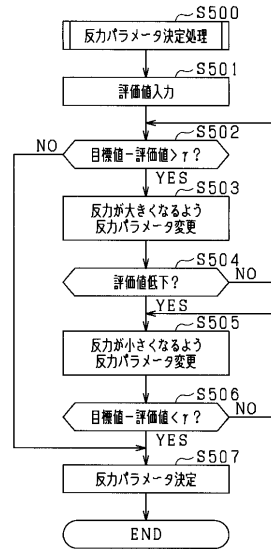 S500
反力パラメータ決定処理
S501
評価値入力
S502
NO
目標値－評価値>γ?
YES
S503
反力が大きくなるよう
反力パラメータ変更
S504
評価値低下?
NO
YES
S505
反力が小さくなるよう
反力パラメータ変更
S506
目標値－評価値<γ?
NO
YES
S507
反力パラメータ決定
END